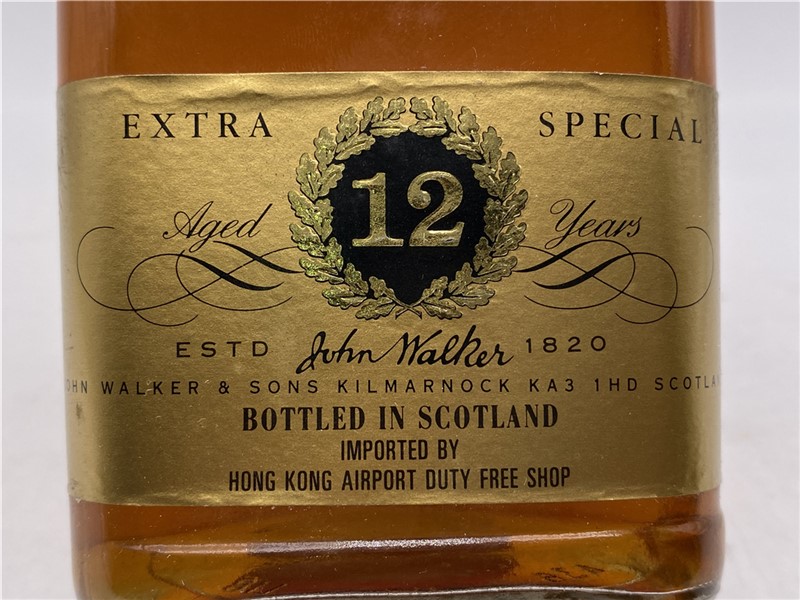 EXTRA SPECIAL
12
Aged Years
ESTD John Walker 1820
WALKER & SONS KILMARNOCK KA3 1HD
BOTTLED IN SCOTLAND
IMPORTED BY
HONG KONG AIRPORT DUTY FREE SHOP